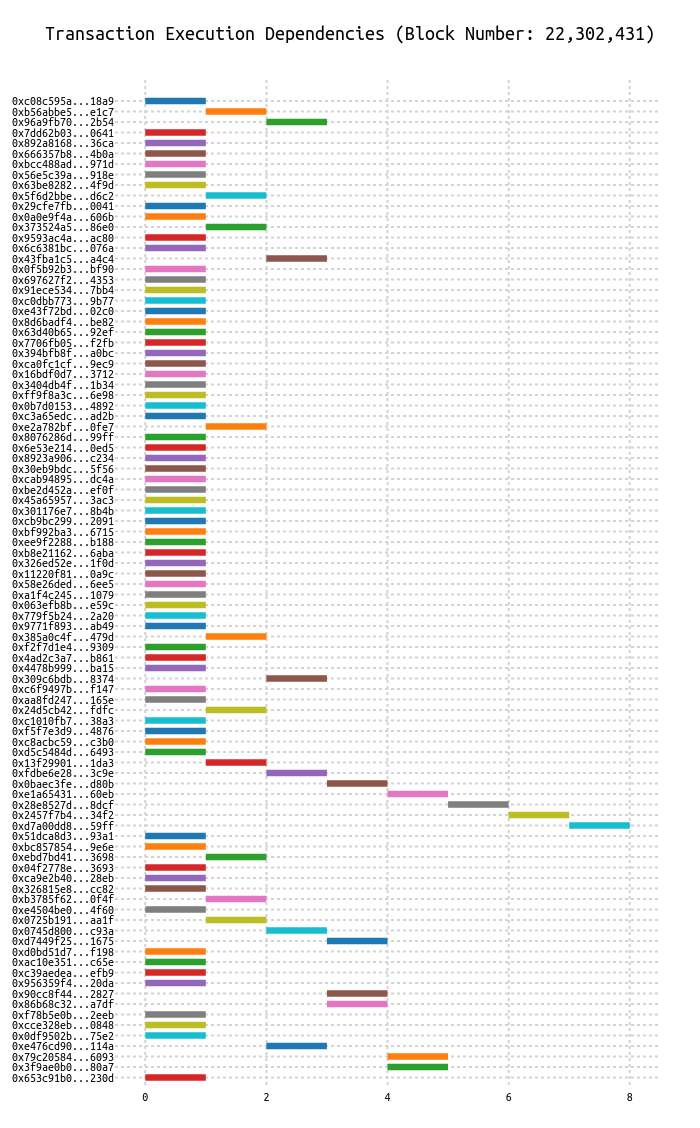 Transaction Execution Dependencies (Block Number: 22,302,431)
0xc08c595a...18a9
0xb56abbe5...e1c7
0x96a9fb70...2b54
0x7dd62b03...0641
0x892a8168...36ca
0x666357b8...4b0a
0xbcc488ad...971d
0x56e5c39a...918e
0x63be8282...4f9d
0x5f6d2bbe...d6c2
0x29cfe7fb...0041
0x0a0e9f4a...606b
0x373524a5...86e0
0x9593ac4a...ac80
0x6c6381bc...076a
0x43fba1c5...a4c4
0x0f5b92b3...bf90
0x697627f2...4353
0x91ece534...7bb4
0xc0dbb773...9b77
0xe43f72bd...02c0
0x8d6badf4...be82
0x63d40b65...92ef
0x7706fb05...f2fb
0x394bfb8f...a0bc
0xca0fc1cf...9ec9
0x16bdf0d7...3712
0x3404db4f...1b34
0xff9f8a3c...6e98
0x0b7d0153...4892
0xc3a65edc...ad2b
0xe2a782bf...0fe7
0x8076286d...99ff
0x6e53e214...0ed5
0x8923a906...c234
0x30eb9bdc...5f56
0xcab94895...dc4a
0xbe2d452a...ef0f
0x45a65957...3ac3
0x301176e7...8b4b
0xcb9bc299...2091
0xbf992ba3...6715
0xee9f2288...b188
0xb8e21162...6aba
0x326ed52e...1f0d
0x11220f81...0a9c
0x58e26ded...6ee5
0xa1f4c245...1079
0x063efb8b...e59c
0x779f5b24...2a20
0x9771f893...ab49
0x385a0c4f...479d
0xf2f7d1e4...9309
0x4ad2c3a7...b861
0x4478b999...ba15
0x309c6bdb...8374
0xc6f9497b...f147
0xaa8fd247...165e
0x24d5cb42...fdfc
0xc1010fb7...38a3
0xf5f7e3d9...4876
0xc8acbc59...c3b0
0xd5c5484d...6493
0x13f29901...1da3
0xfdbe6e28...3c9e
0x0baec3fe...d80b
0xe1a65431...60eb
0x28e8527d...8dcf
0x2457f7b4...34f2
0xd7a00dd8...59ff
0x51dca8d3...93a1
0xbc857854...9e6e
0xebd7bd41...3698
0x04f2778e...3693
0xca9e2b40...28eb
0x326815e8...cc82
0xb3785f62...0f4f
0xe4504be0...4f60
0x0725b191...aa1f
0x0745d800...c93a
0xd7449f25...1675
0xd0bd51d7...f198
0xac10e351...c65e
0xc39aedea...efb9
0x956359f4...20da
0x90cc8f44...2827
0x86b68c32...a7df
0xf78b5e0b...2eeb
0xcce328eb...0848
0x0df9502b...75e2
0xe476cd90...114a
0x79c20584...6093
0x3f9ae0b0...80a7
0x653c91b0...230d
0 2 4 6 8